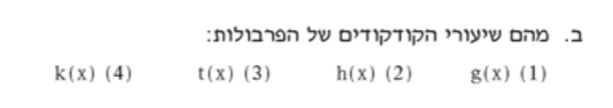 ב. מהם שיעורי הקודקודים של הפרבולות:
(1) g(x) (2) h(x) (3) t(x) (4) k(x)